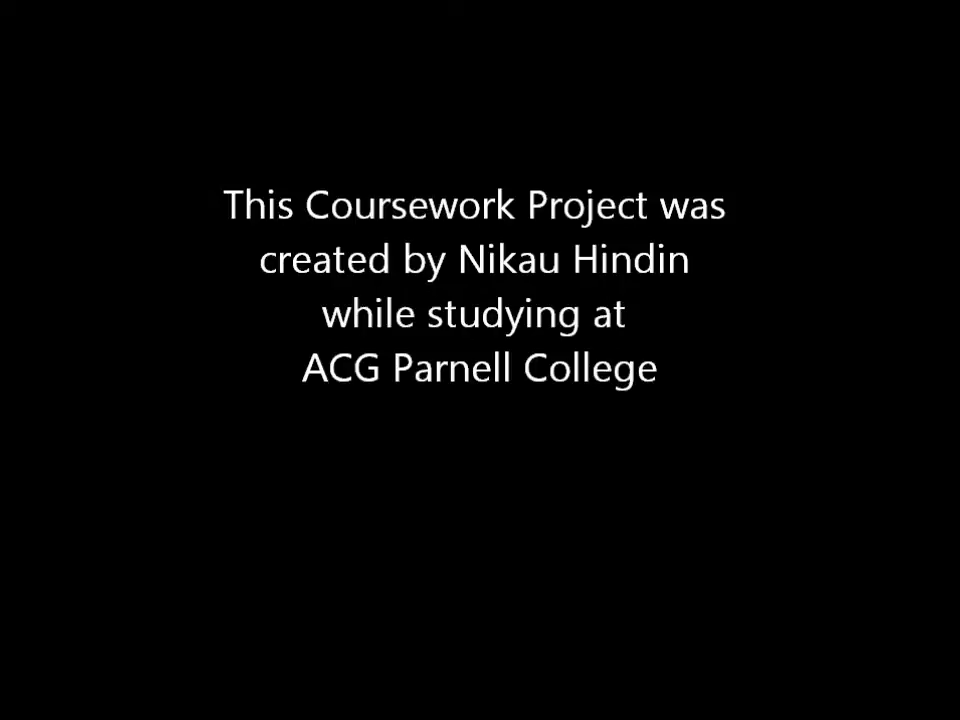 This Coursework Project was
created by Nikau Hindin
while studying at
ACG Parnell College